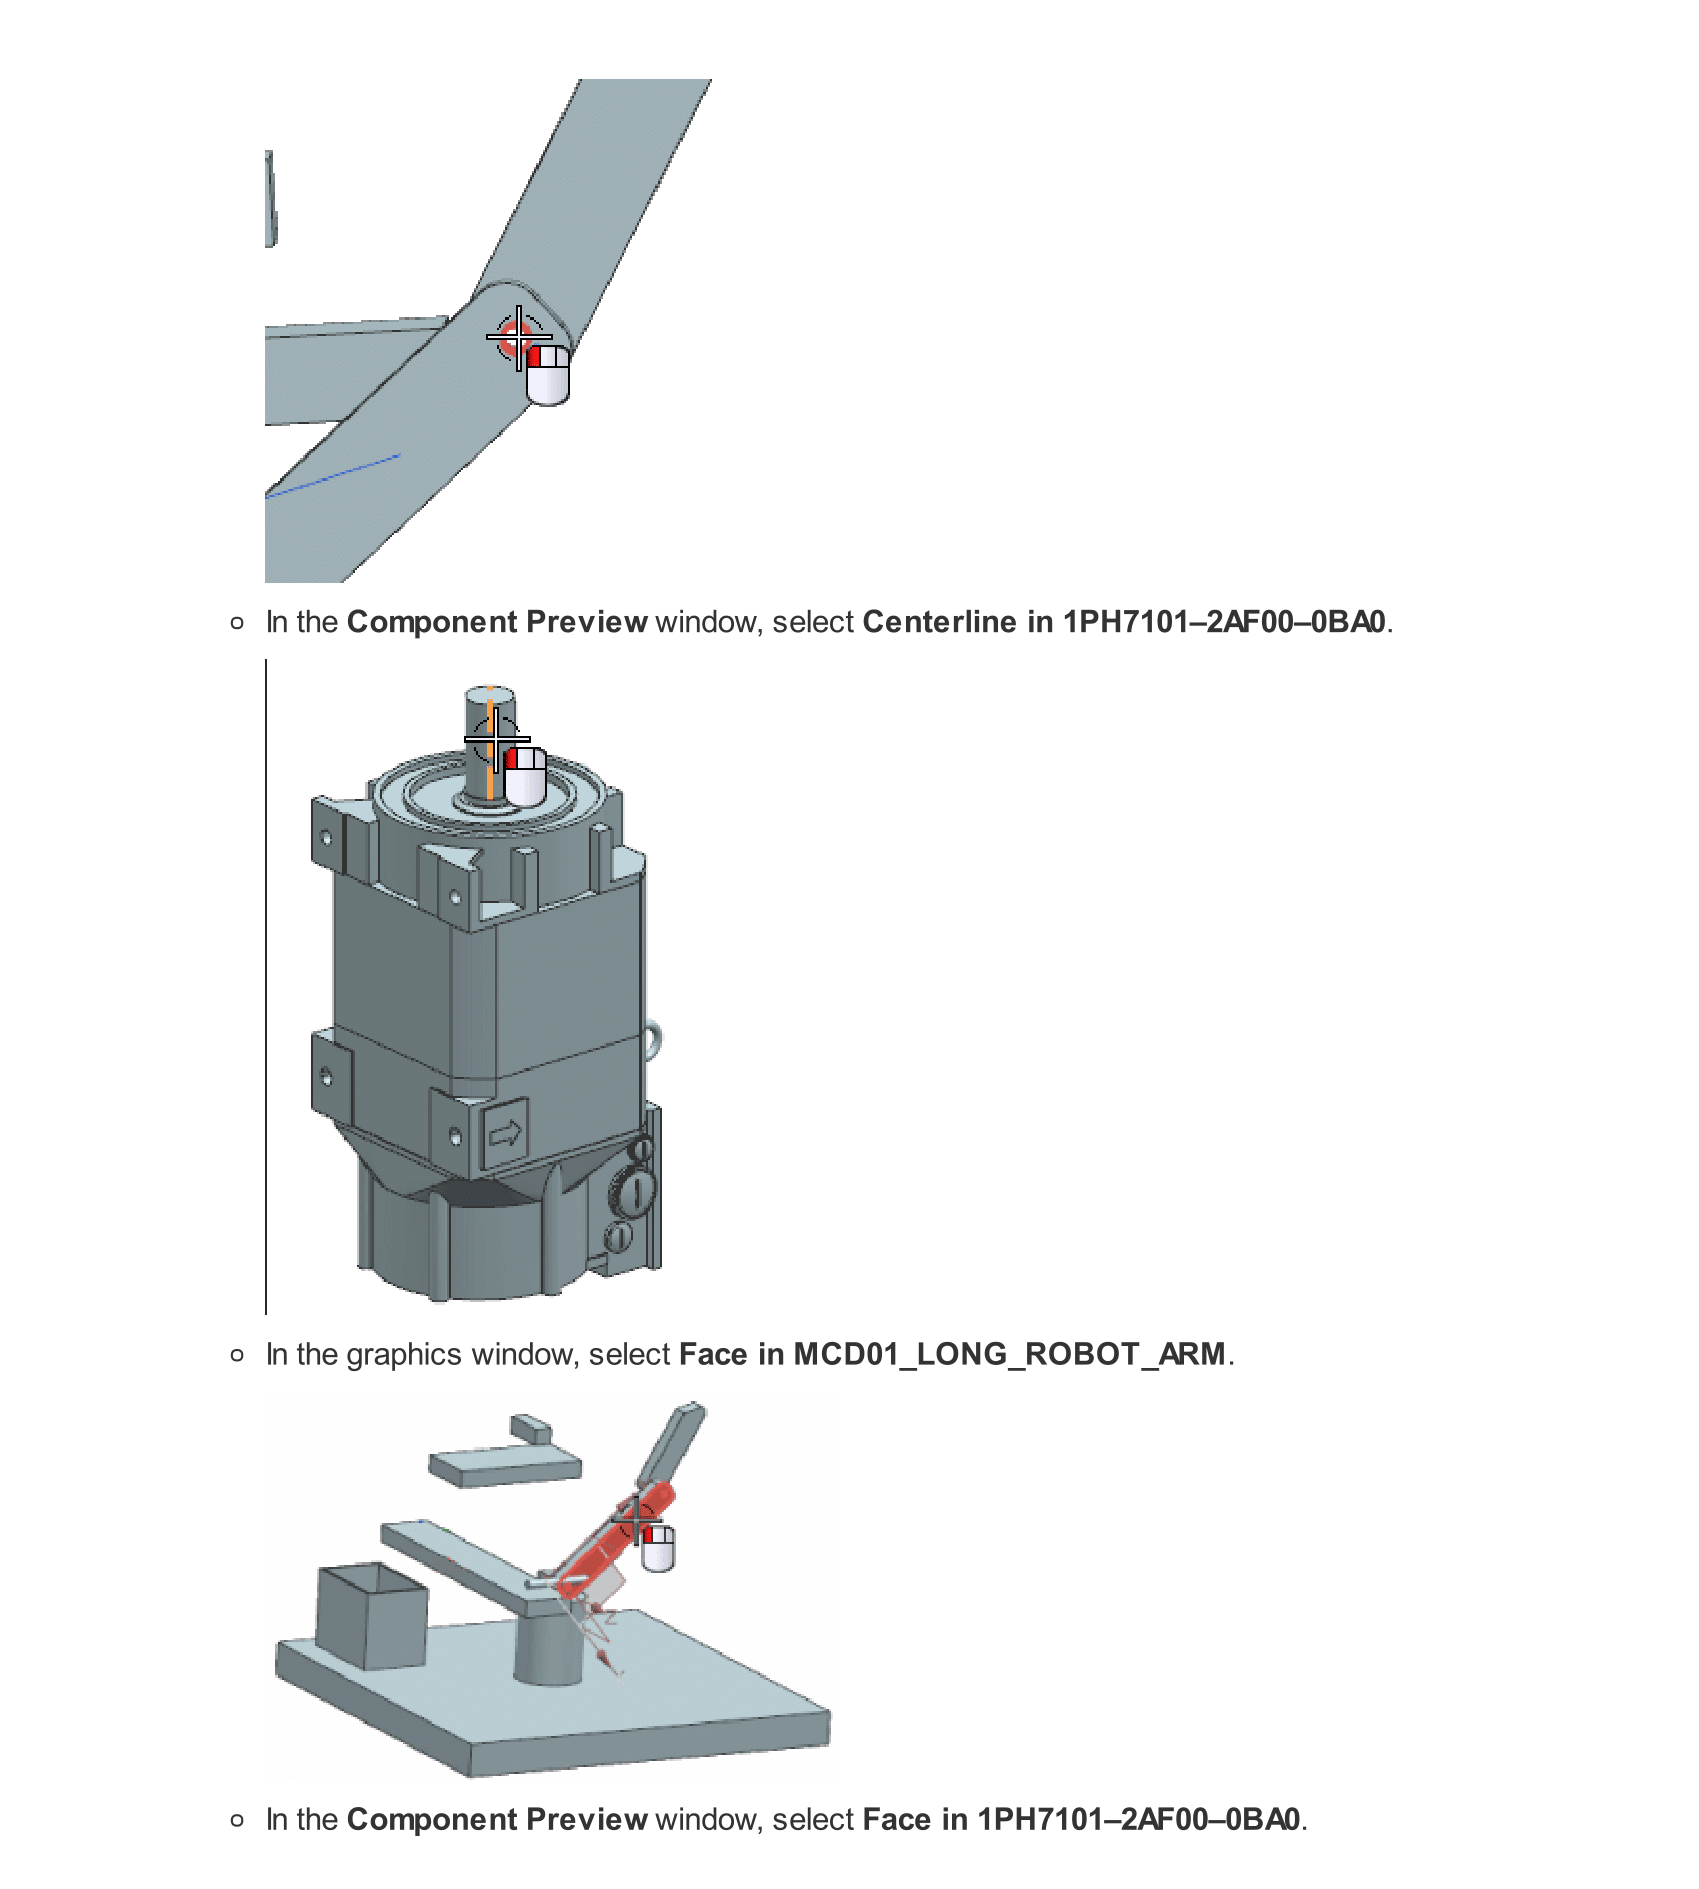 In the Component Preview window, select Centerline in 1PH7101–2AF00–0BA0.
In the graphics window, select Face in MCD01_LONG_ROBOT_ARM.
In the Component Preview window, select Face in 1PH7101–2AF00–0BA0.